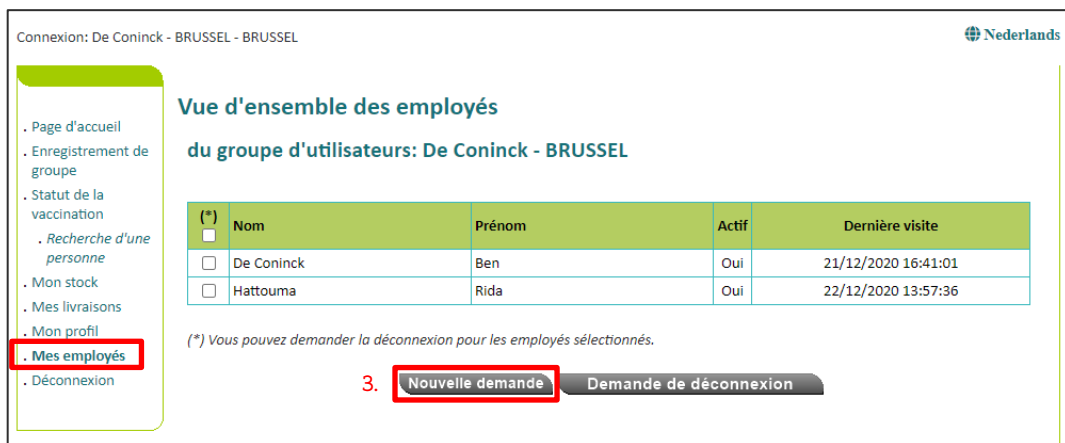 Connexion: De Coninck - BRUSSEL - BRUSSEL
Nederlands
. Page d'accueil
. Enregistrement de
groupe
. Statut de la
vaccination
. Recherche d'une
personne
. Mon stock
. Mes livraisons
. Mon profil
. Mes employés
. Déconnexion
Vue d'ensemble des employés
du groupe d'utilisateurs: De Coninck - BRUSSEL
(*) Nom Prénom Actif Dernière visite
De Coninck Ben Oui 21/12/2020 16:41:01
Hattouma Rida Oui 22/12/2020 13:57:36
(*) Vous pouvez demander la déconnexion pour les employés sélectionnés.
3. Nouvelle demande Demande de déconnexion